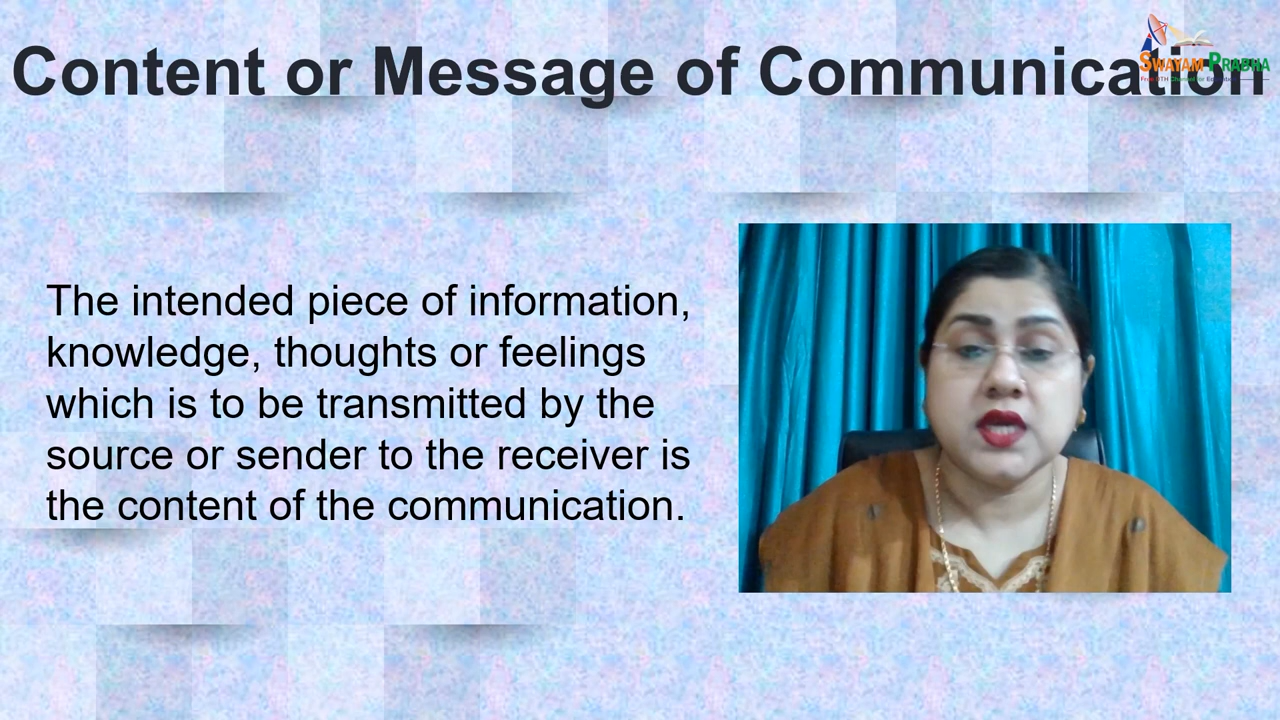 Content or Message of Communication
SWAYAM PRABHA
The intended piece of information,
knowledge, thoughts or feelings
which is to be transmitted by the
source or sender to the receiver is
the content of the communication.